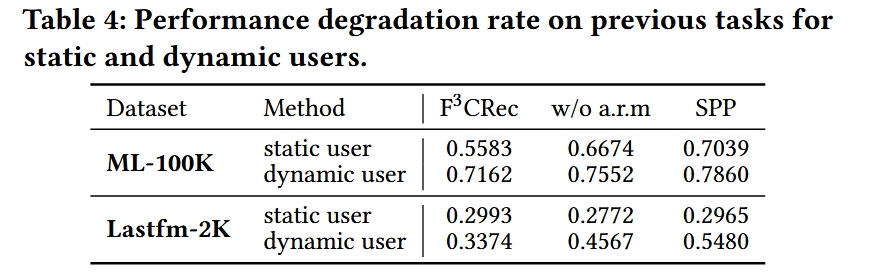 Table 4: Performance degradation rate on previous tasks for
static and dynamic users.
Dataset Method F³CRec w/o a.r.m SPP
ML-100K static user 0.5583 0.6674 0.7039
dynamic user 0.7162 0.7552 0.7860
Lastfm-2K static user 0.2993 0.2772 0.2965
dynamic user 0.3374 0.4567 0.5480